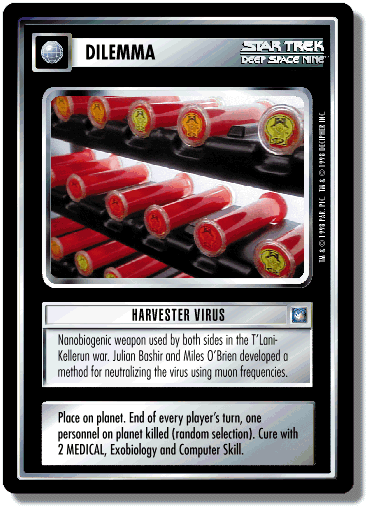 DILEMMA
STAR TREK
DEEP SPACE NINE
TM & © 1998 PAR. PIC. TM & © 1998 DECIPHER INC.
HARVESTER VIRUS
Nanobiogenic weapon used by both sides in the T'Lani-
Kellerun war. Julian Bashir and Miles O'Brien developed a
method for neutralizing the virus using muon frequencies.
Place on planet. End of every player's turn, one
personnel on planet killed (random selection). Cure with
2 MEDICAL, Exobiology and Computer Skill.